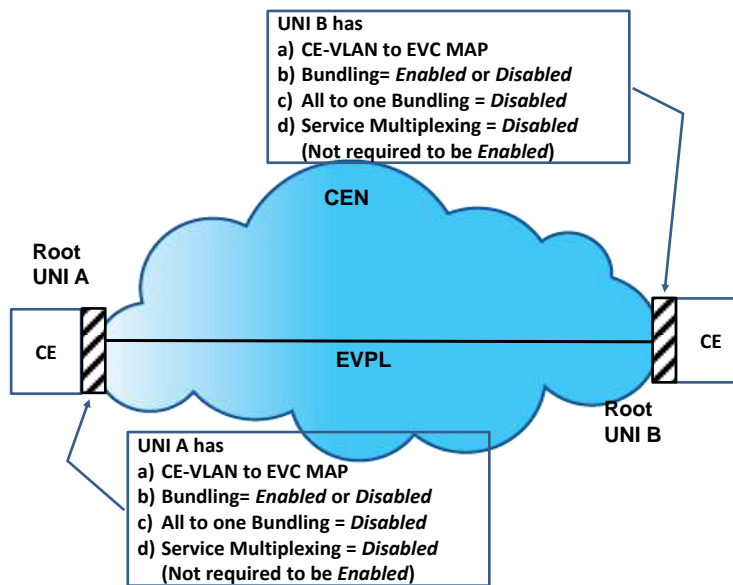 UNI B has
a) CE-VLAN to EVC MAP
b) Bundling= Enabled or Disabled
c) All to one Bundling = Disabled
d) Service Multiplexing = Disabled
(Not required to be Enabled)
CEN
Root
UNI A
CE
EVPL
CE
Root
UNI B
UNI A has
a) CE-VLAN to EVC MAP
b) Bundling= Enabled or Disabled
c) All to one Bundling = Disabled
d) Service Multiplexing = Disabled
(Not required to be Enabled)